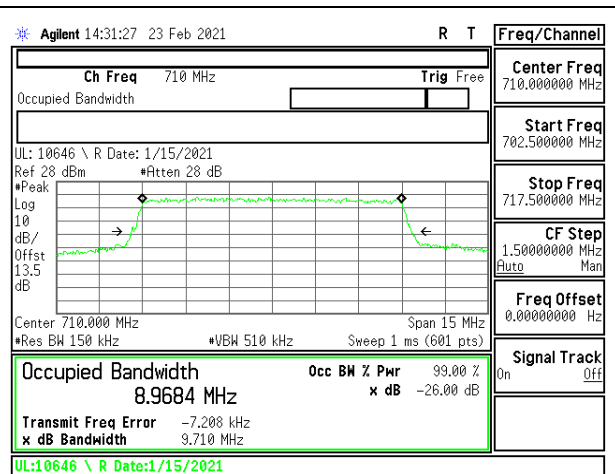 Agilent 14:31:27 23 Feb 2021 R T
Freq/Channel
Ch Freq 710 MHz Trig Free
Occupied Bandwidth
Center Freq
710.000000 MHz
Start Freq
702.500000 MHz
Stop Freq
717.500000 MHz
CF Step
1.50000000 MHz
Auto Man
Freq Offset
0.00000000 Hz
Signal Track
On Off
UL: 10646 \ R Date: 1/15/2021
Ref 28 dBm #Atten 28 dB
#Peak
Log
10
dB/
Offst
13.5
dB
Center 710.000 MHz Span 15 MHz
#Res BW 150 kHz #VBW 510 kHz Sweep 1 ms (601 pts)
Occupied Bandwidth Occ BW % Pwr 99.00 %
8.9684 MHz x dB -26.00 dB
Transmit Freq Error -7.208 kHz
x dB Bandwidth 9.710 MHz
UL:10646 \ R Date:1/15/2021